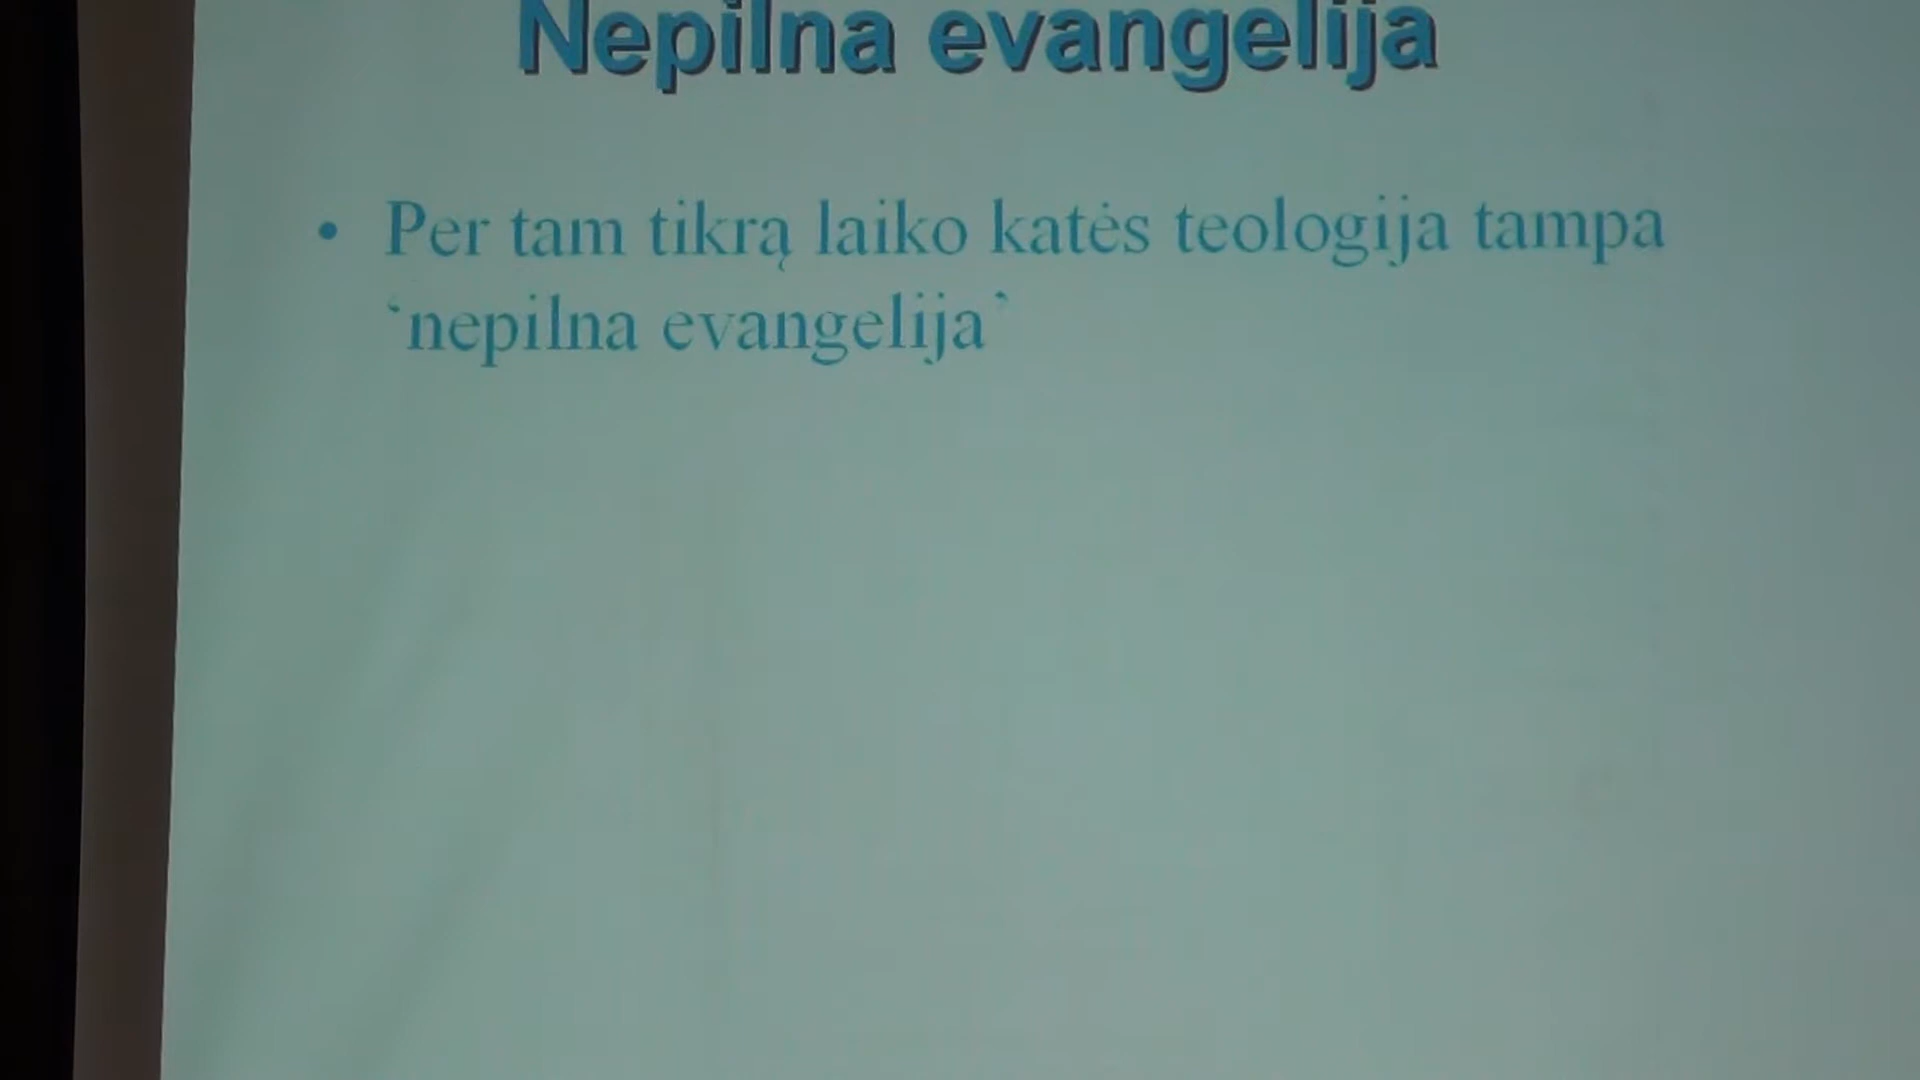 Nepilna evangelija
• Per tam tikrą laiko katės teologija tampa
‘nepilna evangelija’